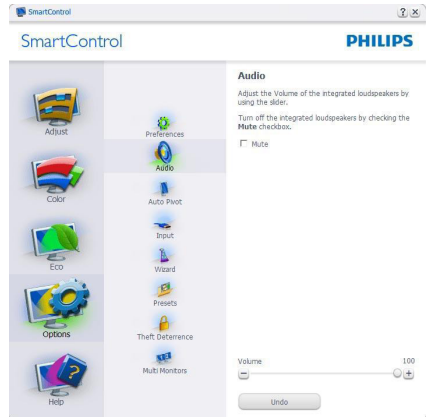 SmartControl
SmartControl
PHILIPS
Adjust
Color
Eco
Options
Help
Preferences
Audio
Auto Pivot
Input
Wizard
Presets
Theft Deterrence
Multi Monitors
Audio
Adjust the Volume of the integrated loudspeakers by
using the slider.
Turn off the integrated loudspeakers by checking the
Mute checkbox.
Mute
Volume 100
Undo